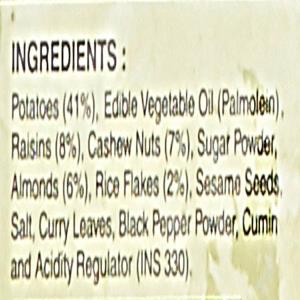 INGREDIENTS :
Potatoes (41%), Edible Vegetable Oil (Palmolein),
Raisins (8%), Cashew Nuts (7%), Sugar Powder,
Almonds (6%), Rice Flakes (2%), Sesame Seeds,
Salt, Curry Leaves, Black Pepper Powder, Cumin
and Acidity Regulator (INS 330).